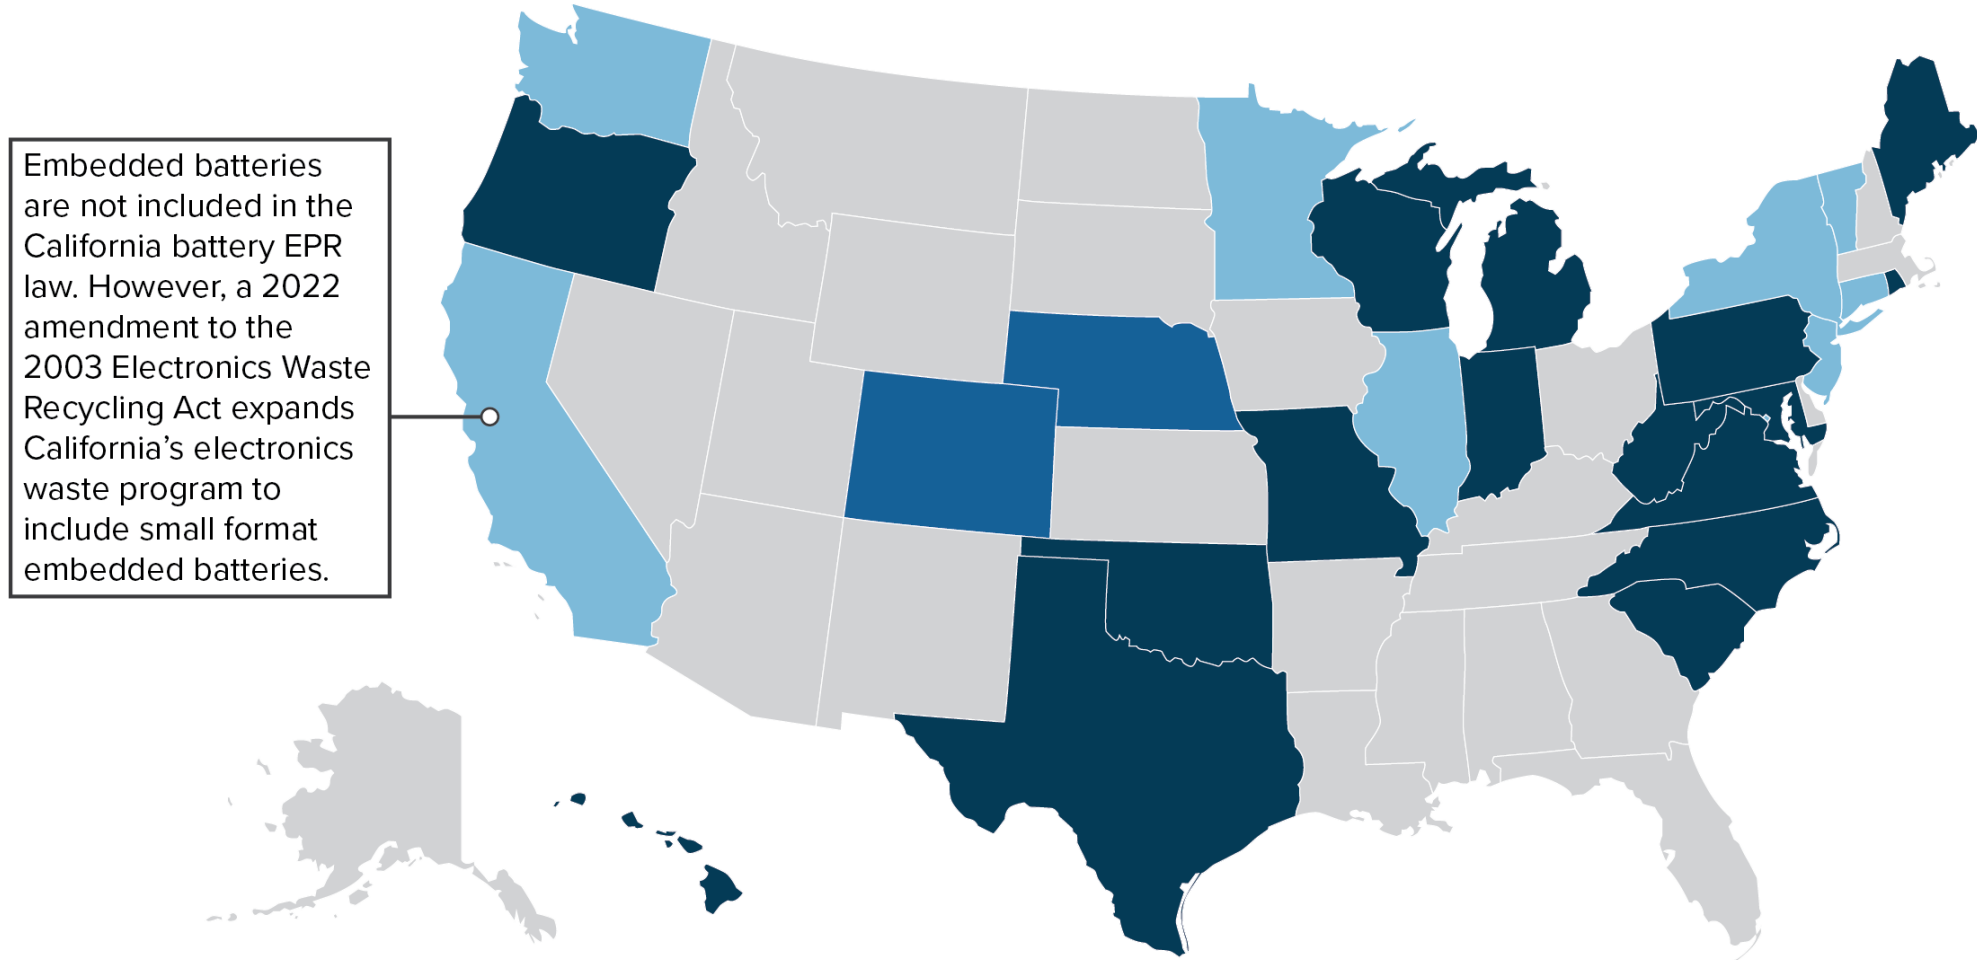 Embedded batteries
are not included in the
California battery EPR
law. However, a 2022
amendment to the
2003 Electronics Waste
Recycling Act expands
California’s electronics
waste program to
include small format
embedded batteries.